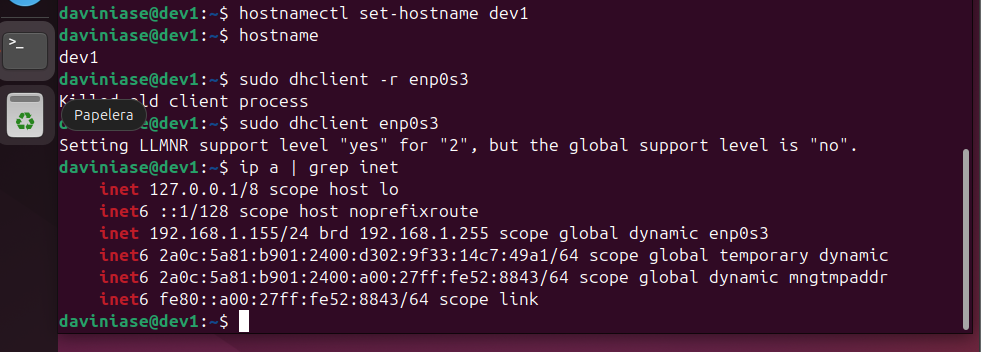 daviniase@dev1:~$ hostnamectl set-hostname dev1
daviniase@dev1:~$ hostname
dev1
daviniase@dev1:~$ sudo dhclient -r enp0s3
Killed old client process
Papelera
daviniase@dev1:~$ sudo dhclient enp0s3
Setting LLMNR support level "yes" for "2", but the global support level is "no".
daviniase@dev1:~$ ip a | grep inet
inet 127.0.0.1/8 scope host lo
inet6 ::1/128 scope host noprefixroute
inet 192.168.1.155/24 brd 192.168.1.255 scope global dynamic enp0s3
inet6 2a0c:5a81:b901:2400:d302:9f33:14c7:49a1/64 scope global temporary dynamic
inet6 2a0c:5a81:b901:2400:a00:27ff:fe52:8843/64 scope global dynamic mngtmpaddr
inet6 fe80::a00:27ff:fe52:8843/64 scope link
daviniase@dev1:~$